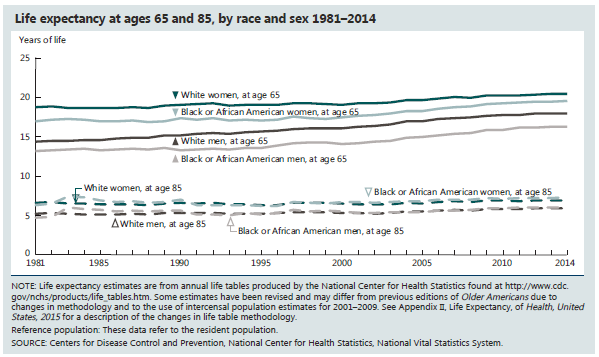 Life expectancy at ages 65 and 85, by race and sex 1981–2014
Years of life
25
20
15
10
5
0
White women, at age 65
Black or African American women, at age 65
White men, at age 65
Black or African American men, at age 65
White women, at age 85
Black or African American women, at age 85
White men, at age 85
Black or African American men, at age 85
1981 1985 1990 1995 2000 2005 2014
NOTE: Life expectancy estimates are from annual life tables produced by the National Center for Health Statistics found at http://www.cdc.
gov/nchs/products/life_tables.htm. Some estimates have been revised and may differ from previous editions of Older Americans due to
changes in methodology and to the use of intercensal population estimates for 2001–2009. See Appendix II, Life Expectancy, of Health, United
States, 2015 for a description of the changes in life table methodology.
Reference population: These data refer to the resident population.
SOURCE: Centers for Disease Control and Prevention, National Center for Health Statistics, National Vital Statistics System.